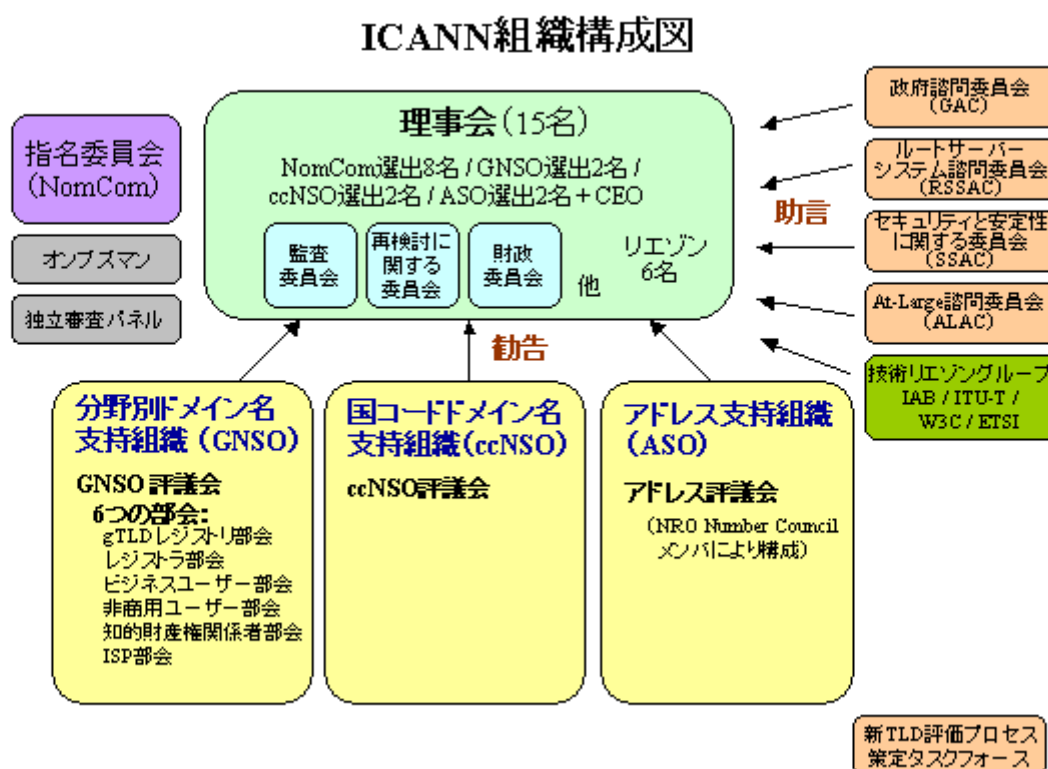 ICANN組織構成図
指名委員会
(NomCom)
オンブズマン
独立審査パネル
理事会(15名)
NomCom選出8名 / GNSO選出2名 /
ccNSO選出2名 / ASO選出2名+CEO
監査
委員会
再検討に
関する
委員会
財政
委員会
他
リエゾン
6名
助言
勧告
政府諮問委員会
(GAC)
ルートサーバー
システム諮問委員会
(RSSAC)
セキュリティと安定性
に関する委員会
(SSAC)
At-Large諮問委員会
(ALAC)
技術リエゾングループ
IAB / ITU-T /
W3C / ETSI
分野別ドメイン名
支持組織 (GNSO)
GNSO 評議会
6つの部会:
gTLDレジストリ部会
レジストラ部会
ビジネスユーザー部会
非商用ユーザー部会
知的財産権関係者部会
ISP部会
国コードドメイン名
支持組織(ccNSO)
ccNSO評議会
アドレス支持組織
(ASO)
アドレス評議会
(NRO Number Council
メンバにより構成)
新TLD評価プロセス
策定タスクフォース